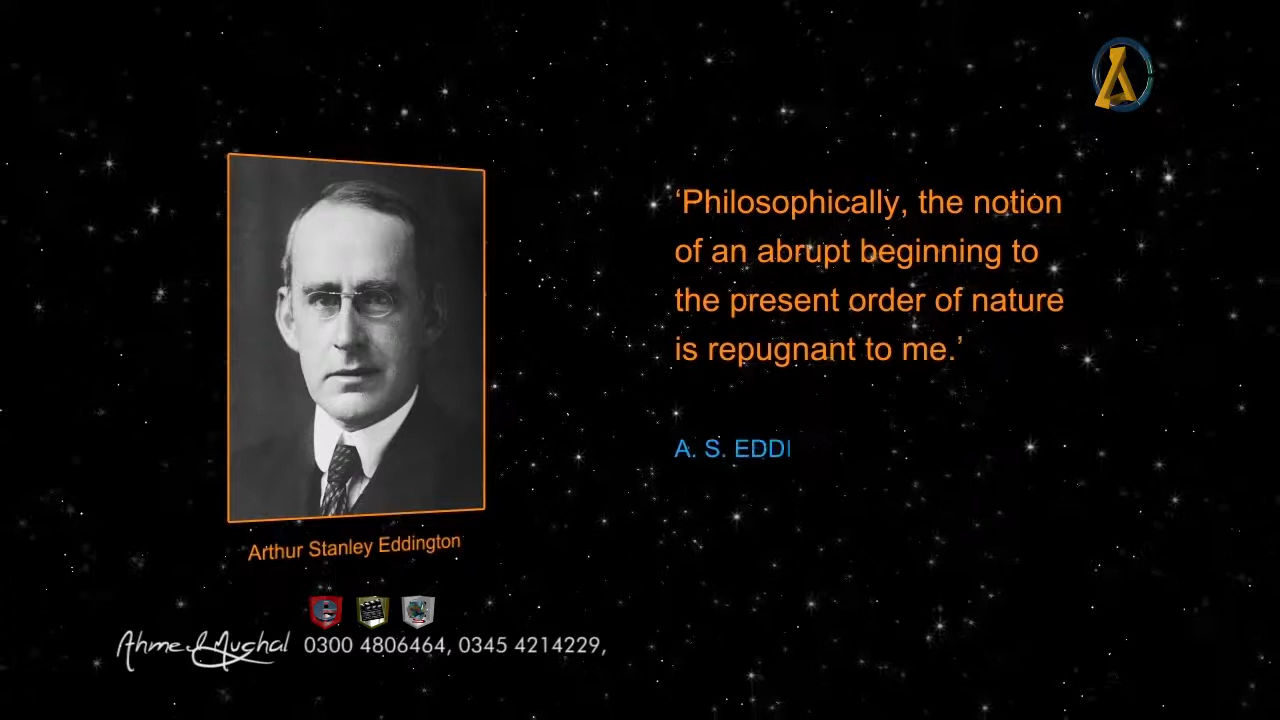 ‘Philosophically, the notion
of an abrupt beginning to
the present order of nature
is repugnant to me.’
A. S. EDDI
Arthur Stanley Eddington
Ahmed Mughal 0300 4806464, 0345 4214229,